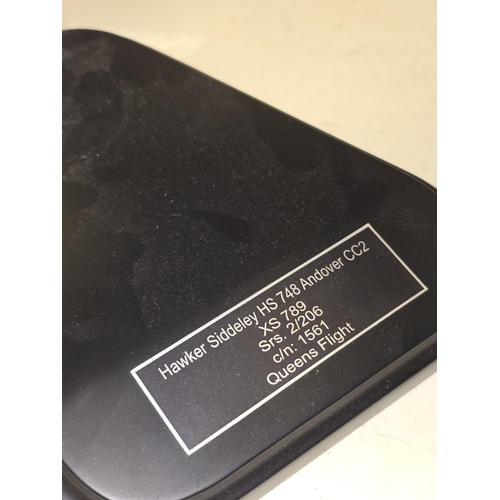 Hawker Siddeley HS 748 Andover CC2
XS 789
Srs. 2/206
c/n: 1561
Queens Flight